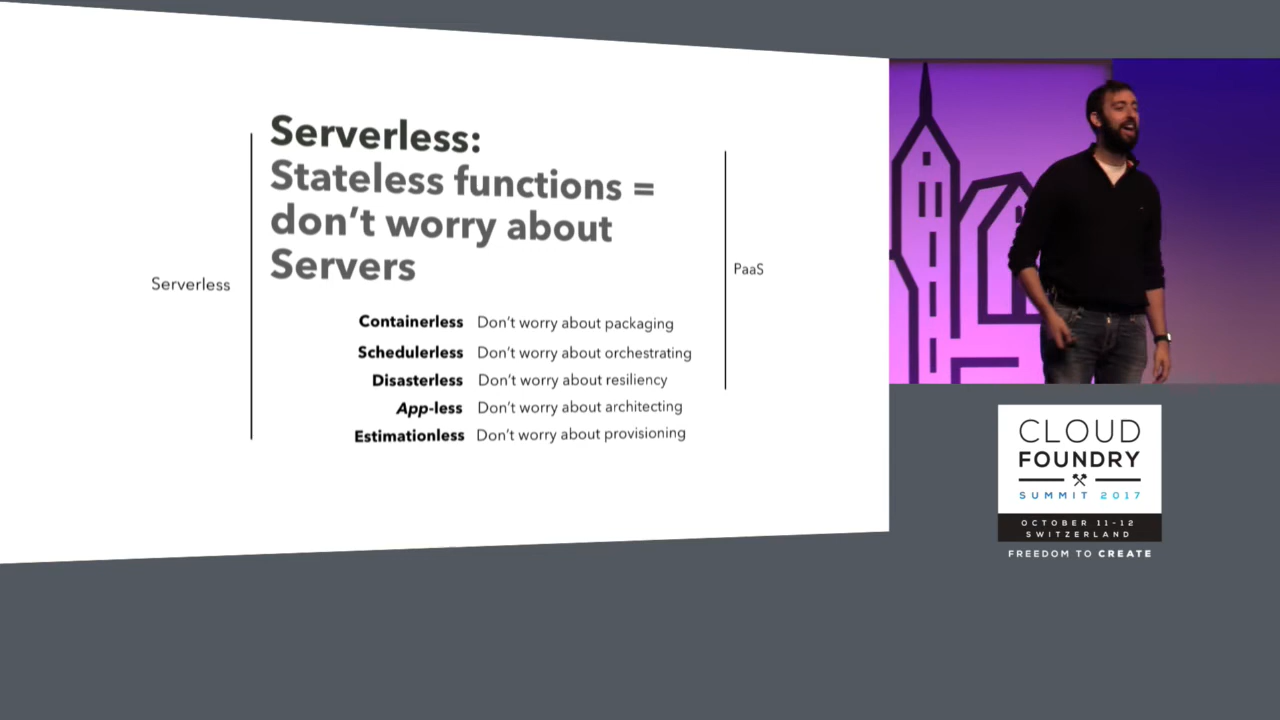 Serverless:
Stateless functions =
don’t worry about
Servers
Serverless
PaaS
Containerless Don’t worry about packaging
Schedulerless Don’t worry about orchestrating
Disasterless Don’t worry about resiliency
App-less Don’t worry about architecting
Estimationless Don’t worry about provisioning
CLOUD
FOUNDRY
SUMMIT 2017
OCTOBER 11-12
SWITZERLAND
FREEDOM TO CREATE